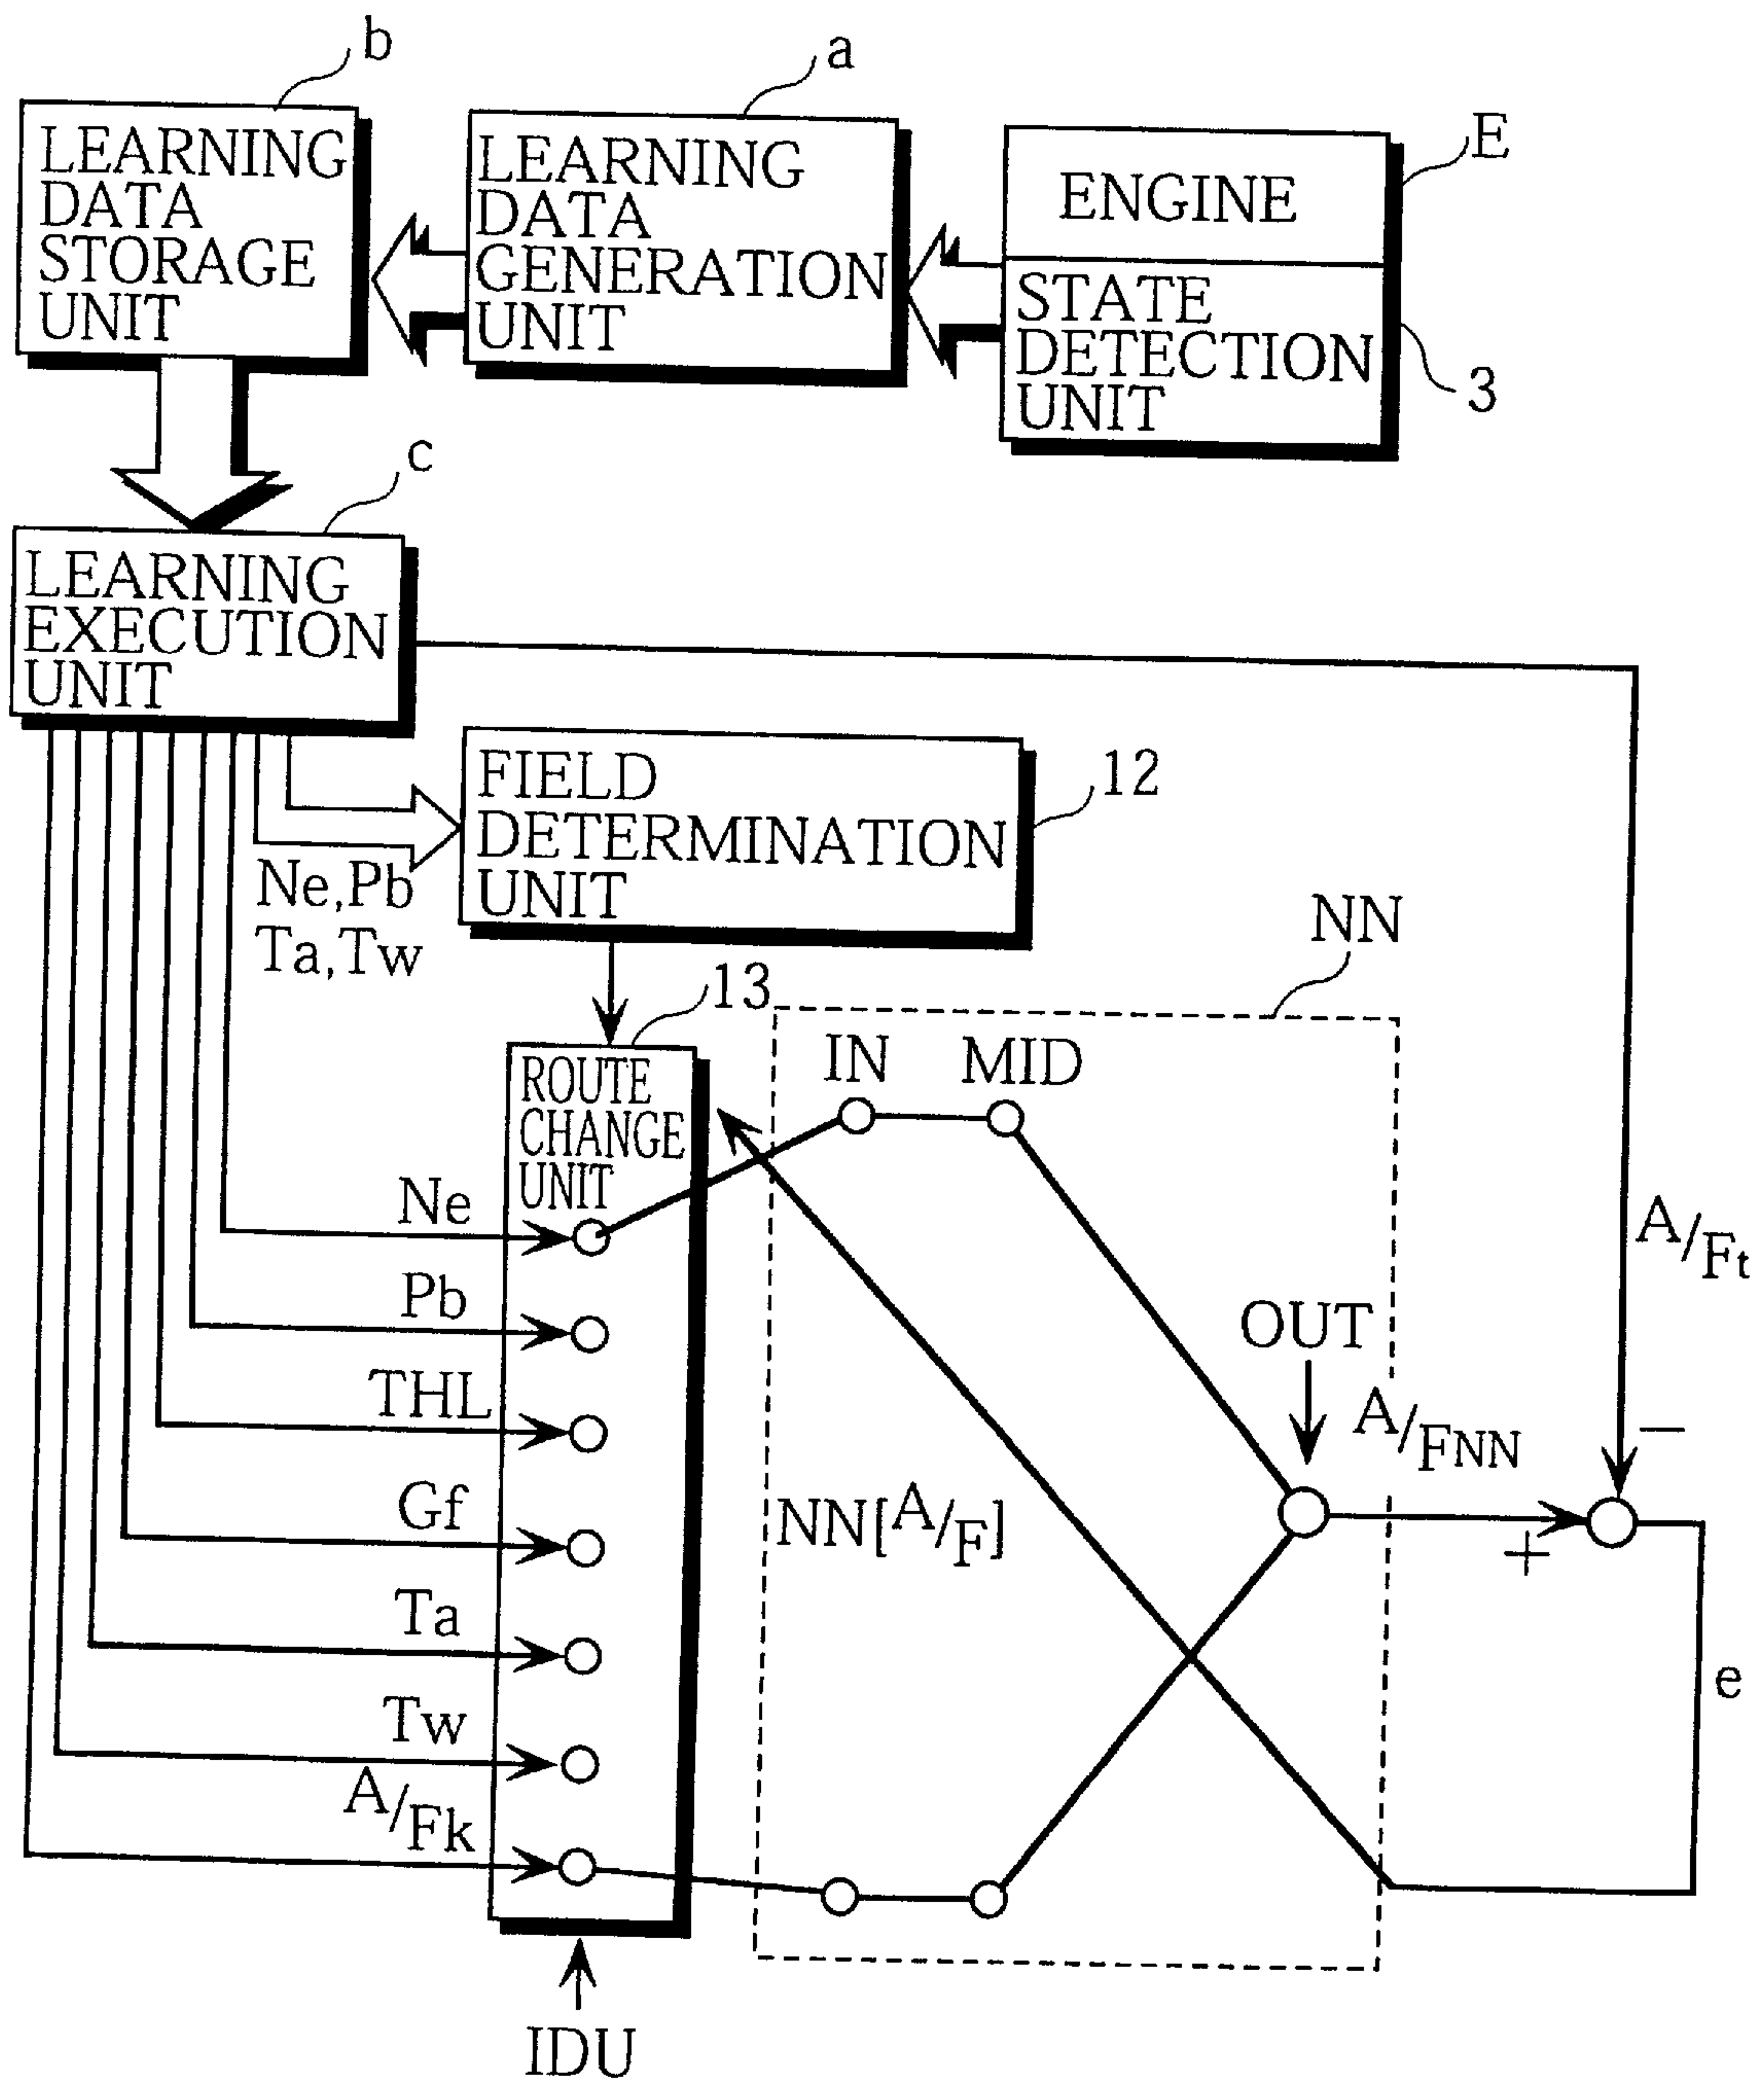 b
a
E
LEARNING
DATA
STORAGE
UNIT
LEARNING
DATA
GENERATION
UNIT
ENGINE
STATE
DETECTION
UNIT
3
c
LEARNING
EXECUTION
UNIT
FIELD
DETERMINATION
UNIT
12
Ne,Pb
Ta,Tw
NN
13
ROUTE
CHANGE
UNIT
IN
MID
Ne
Pb
THL
Gf
Ta
Tw
A/Fk
A/Ft
OUT
A/FNN
−
+
NN[A/F]
e
IDU